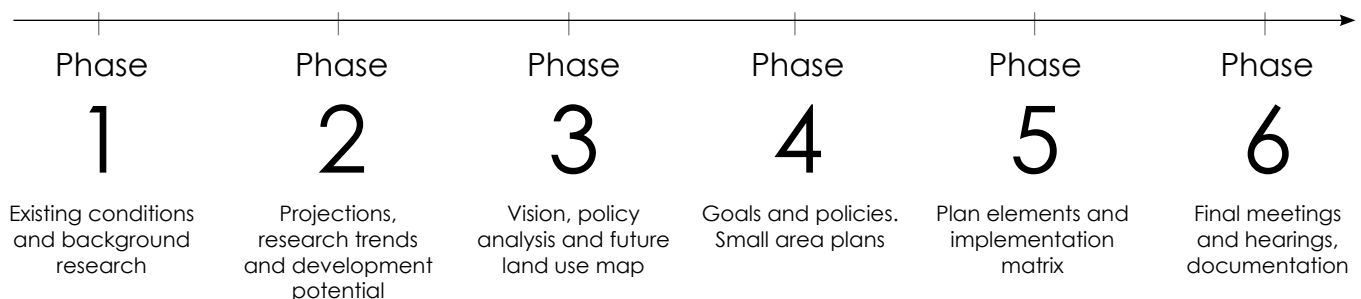 Phase
1
Existing conditions
and background
research
Phase
2
Projections,
research trends
and development
potential
Phase
3
Vision, policy
analysis and future
land use map
Phase
4
Goals and policies.
Small area plans
Phase
5
Plan elements and
implementation
matrix
Phase
6
Final meetings
and hearings,
documentation